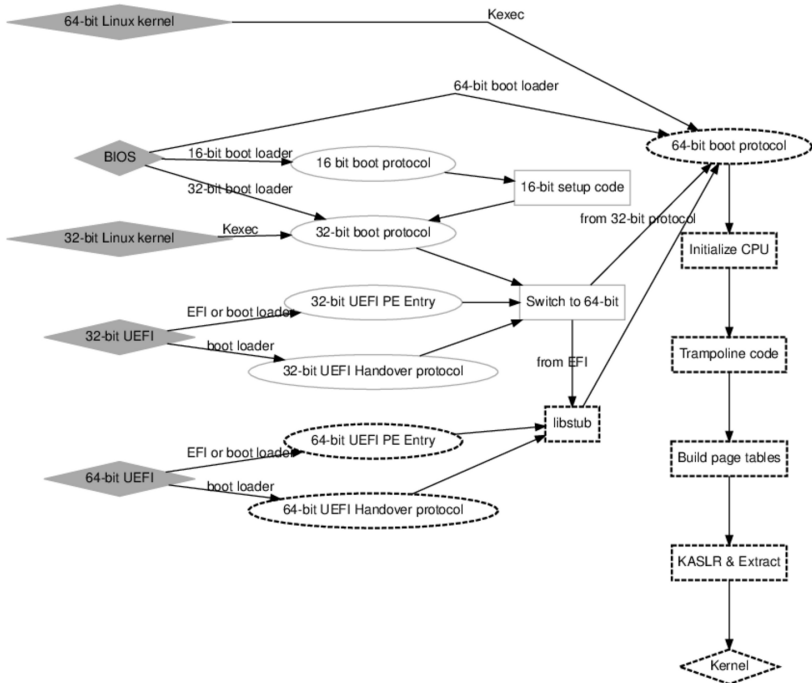 64-bit Linux kernel
Kexec
64-bit boot loader
BIOS
16-bit boot loader
16 bit boot protocol
64-bit boot protocol
32-bit boot loader
16-bit setup code
from 32-bit protocol
32-bit Linux kernel
Kexec
32-bit boot protocol
Initialize CPU
EFI or boot loader
32-bit UEFI PE Entry
Switch to 64-bit
32-bit UEFI
boot loader
32-bit UEFI Handover protocol
from EFI
Trampoline code
libstub
EFI or boot loader
64-bit UEFI PE Entry
Build page tables
64-bit UEFI
boot loader
64-bit UEFI Handover protocol
KASLR & Extract
Kernel